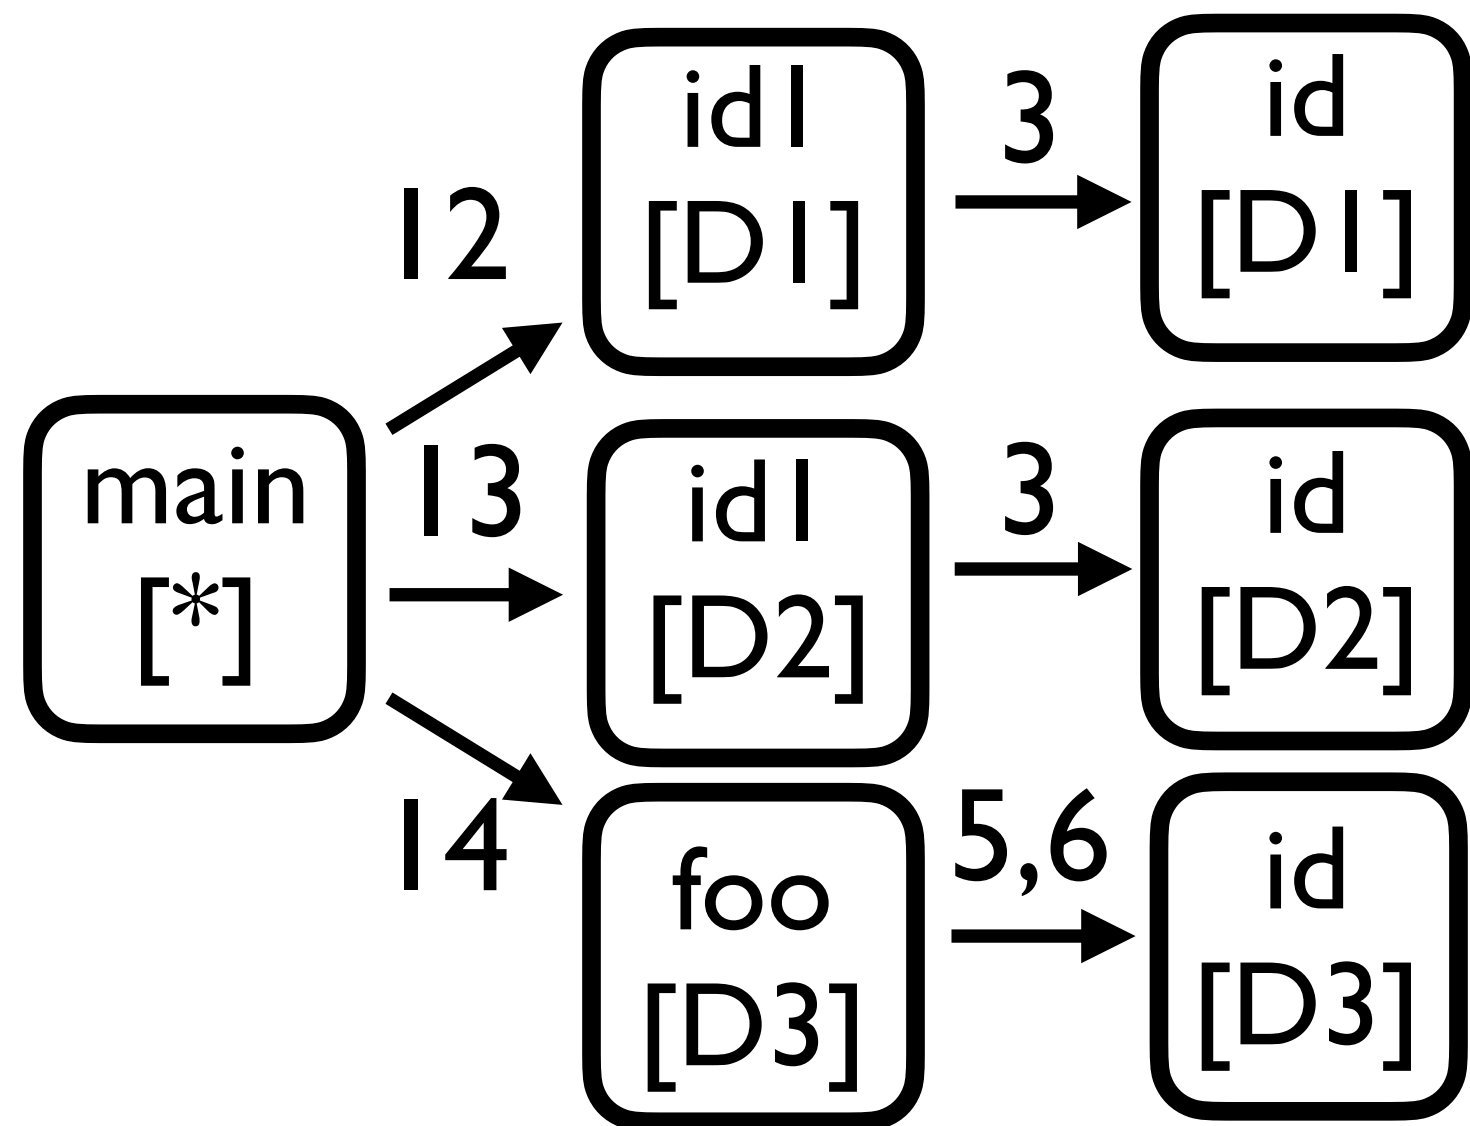 id1
[D1]
3
id
[D1]
12
main
[*]
13
id1
[D2]
3
id
[D2]
14
foo
[D3]
5,6
id
[D3]